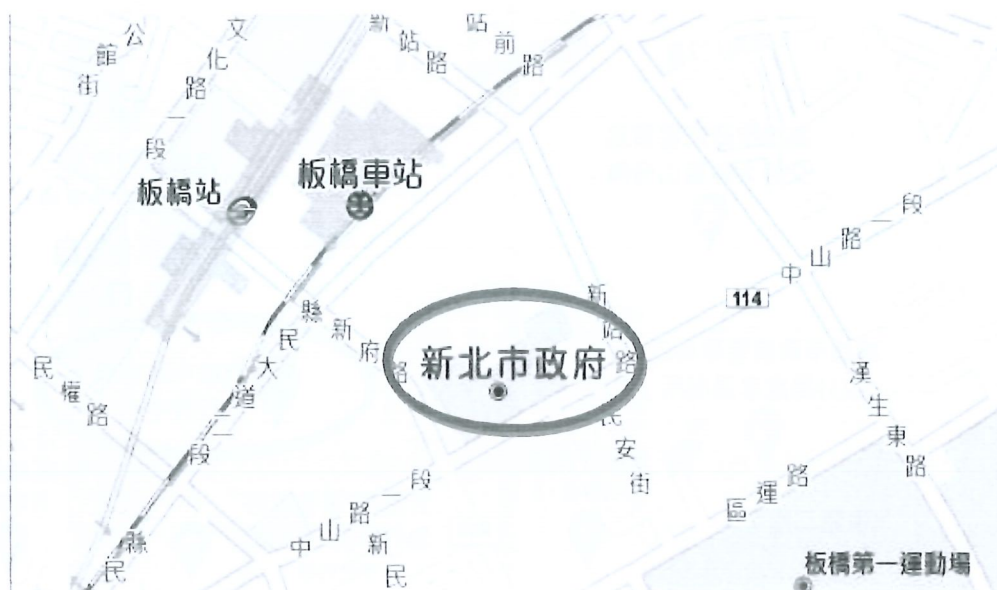 公館街
文化路一段
新站路
站前路
板橋站
板橋車站
中山路一段
114
新站路
縣民大道二段
新府路
新北市政府
民權路
漢生東路
民安街
區運路
中山路一段
新民
縣民
板橋第一運動場